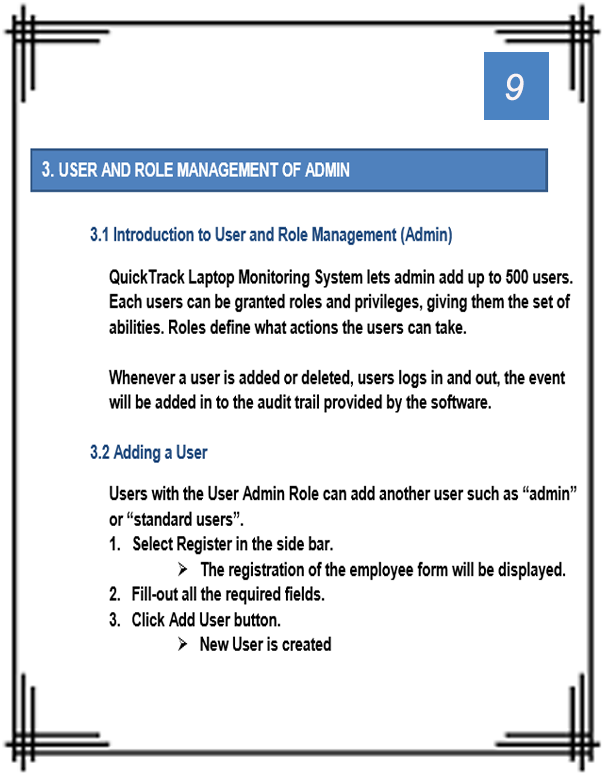 9
3. USER AND ROLE MANAGEMENT OF ADMIN
3.1 Introduction to User and Role Management (Admin)
QuickTrack Laptop Monitoring System lets admin add up to 500 users.
Each users can be granted roles and privileges, giving them the set of
abilities. Roles define what actions the users can take.
Whenever a user is added or deleted, users logs in and out, the event
will be added in to the audit trail provided by the software.
3.2 Adding a User
Users with the User Admin Role can add another user such as “admin”
or “standard users”.
1. Select Register in the side bar.
➢ The registration of the employee form will be displayed.
2. Fill-out all the required fields.
3. Click Add User button.
➢ New User is created